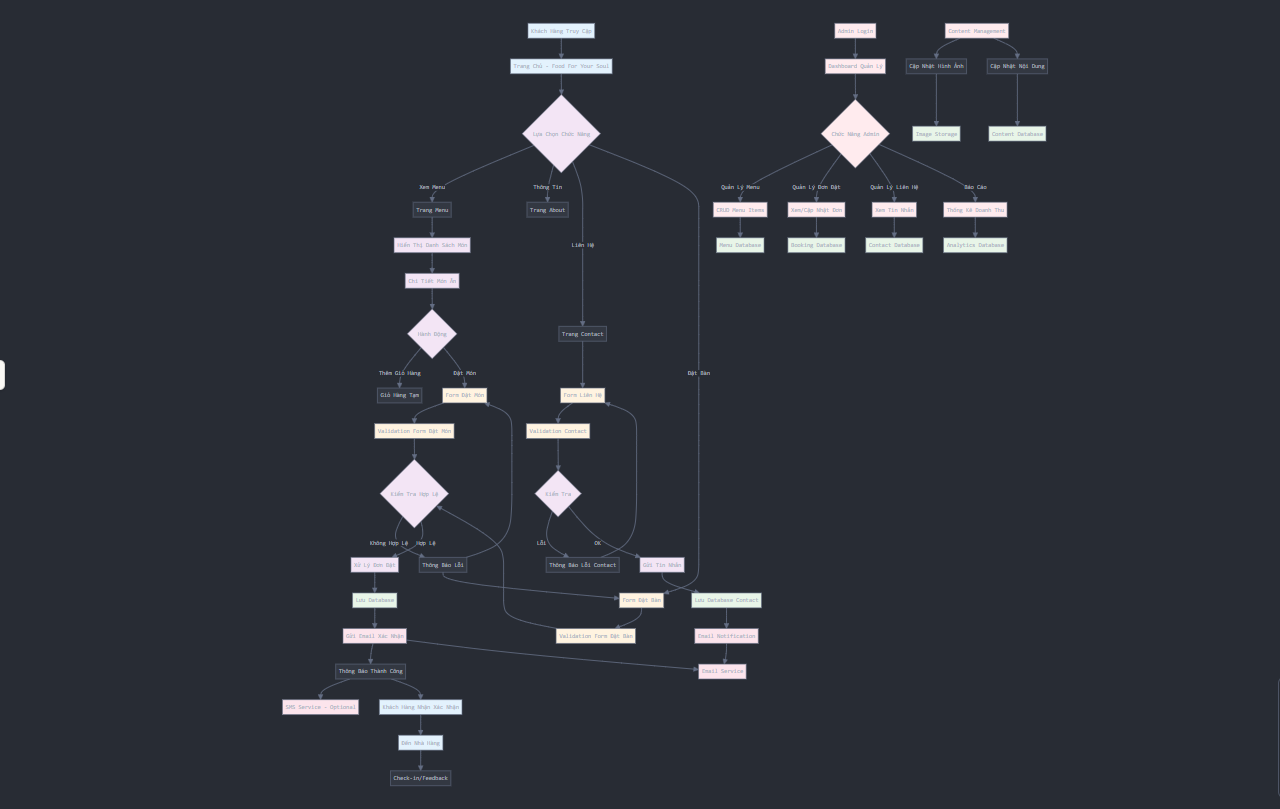 Khách Hàng Truy Cập
Admin Login
Content Management
Trang Chủ - Food For Your Soul
Dashboard Quản Lý
Cập Nhật Hình Ảnh
Cập Nhật Nội Dung
Lựa Chọn Chức Năng
Chức Năng Admin
Image Storage
Content Database
Xem Menu
Thông Tin
Quản Lý Menu
Quản Lý Đơn Đặt
Quản Lý Liên Hệ
Báo Cáo
Trang Menu
Trang About
CRUD Menu Items
Xem/Cập Nhật Đơn
Xem Tin Nhắn
Thống Kê Doanh Thu
Hiển Thị Danh Sách Món
Liên Hệ
Menu Database
Booking Database
Contact Database
Analytics Database
Chi Tiết Món Ăn
Hành Động
Trang Contact
Thêm Giỏ Hàng
Đặt Món
Đặt Bàn
Giỏ Hàng Tạm
Form Đặt Món
Form Liên Hệ
Validation Form Đặt Món
Validation Contact
Kiểm Tra Hợp Lệ
Kiểm Tra
Không Hợp Lệ
Hợp Lệ
Lỗi
OK
Xử Lý Đơn Đặt
Thông Báo Lỗi
Thông Báo Lỗi Contact
Gửi Tin Nhắn
Lưu Database
Form Đặt Bàn
Lưu Database Contact
Gửi Email Xác Nhận
Validation Form Đặt Bàn
Email Notification
Thông Báo Thành Công
Email Service
SMS Service - Optional
Khách Hàng Nhận Xác Nhận
Đến Nhà Hàng
Check-in/Feedback